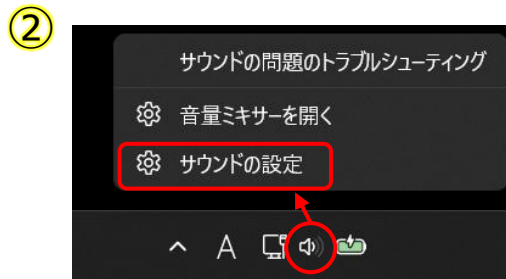 ②
サウンドの問題のトラブルシューティング
音量ミキサーを開く
サウンドの設定
A